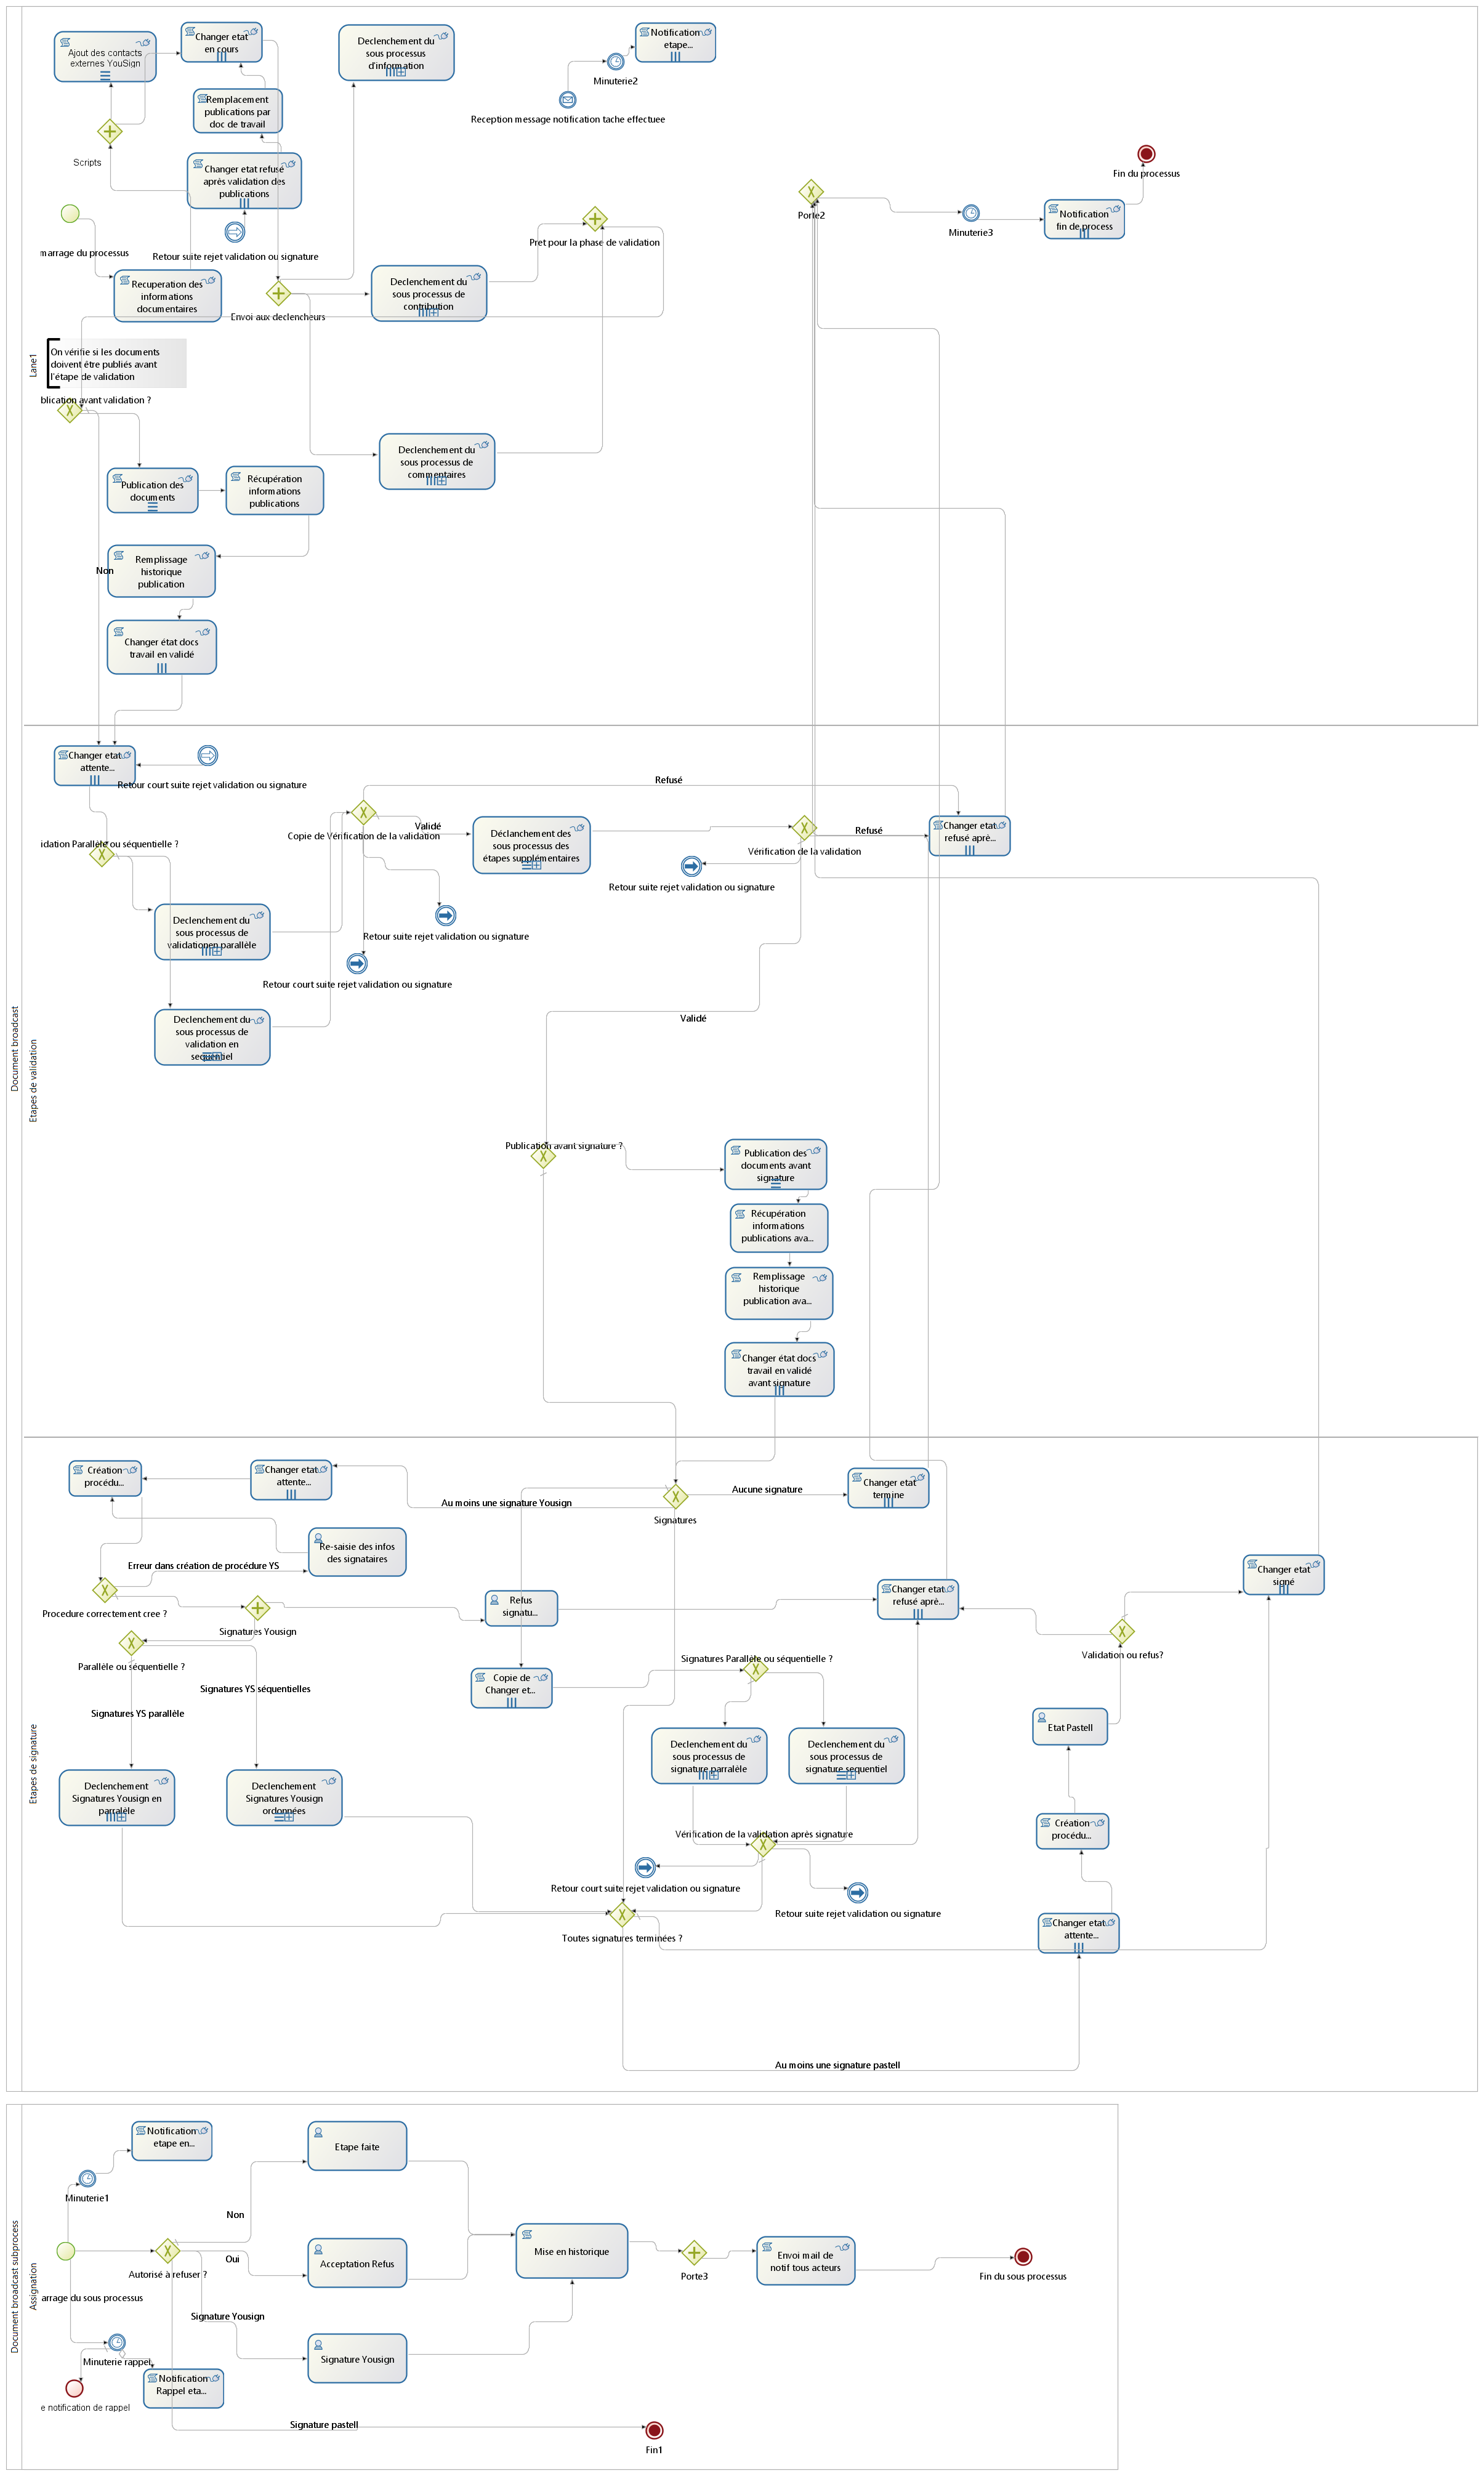 Document broadcast
Lane1
Ajout des contacts
externes YouSign
Changer etat
en cours
Declenchement du
sous processus
d'information
Notification
etape...
Minuterie2
Reception message notification tache effectuee
Remplacement
publications par
doc de travail
Scripts
Changer etat refusé
après validation des
publications
Retour suite rejet validation ou signature
marrage du processus
Recuperation des
informations
documentaires
Envoi aux declencheurs
Declenchement du
sous processus de
contribution
Pret pour la phase de validation
Porte2
Minuterie3
Notification
fin de process
Fin du processus
On vérifie si les documents
doivent être publiés avant
l'étape de validation
blication avant validation ?
Declenchement du
sous processus de
commentaires
Publication des
documents
Récupération
informations
publications
Non
Remplissage
historique
publication
Changer état docs
travail en validé
Etapes de validation
Changer etat
attente...
Retour court suite rejet validation ou signature
idation Parallèle ou séquentielle ?
Refusé
Copie de Vérification de la validation
Validé
Déclanchement des
sous processus des
étapes supplémentaires
Vérification de la validation
Refusé
Changer etat
refusé aprè...
Retour suite rejet validation ou signature
Declenchement du
sous processus de
validationen parallèle
Retour suite rejet validation ou signature
Retour court suite rejet validation ou signature
Declenchement du
sous processus de
validation en
sequentiel
Validé
Publication avant signature ?
Publication des
documents avant
signature
Récupération
informations
publications ava...
Remplissage
historique
publication ava...
Changer état docs
travail en validé
avant signature
Etapes de signature
Création
procédu...
Changer etat
attente...
Au moins une signature Yousign
Aucune signature
Signatures
Changer etat
termine
Re-saisie des infos
des signataires
Erreur dans création de procédure YS
Procedure correctement cree ?
Signatures Yousign
Refus
signatu...
Changer etat
refusé aprè...
Changer etat
signé
Parallèle ou séquentielle ?
Signatures YS séquentielles
Signatures YS parallèle
Copie de
Changer et...
Signatures Parallèle ou séquentielle ?
Validation ou refus?
Etat Pastell
Declenchement du
sous processus de
signature parralèle
Declenchement du
sous processus de
signature sequentiel
Declenchement
Signatures Yousign en
parralèle
Declenchement
Signatures Yousign
ordonnées
Création
procédu...
Vérification de la validation après signature
Retour court suite rejet validation ou signature
Retour suite rejet validation ou signature
Toutes signatures terminées ?
Changer etat
attente...
Au moins une signature pastell
Document broadcast subprocess
Assignation
Notification
etape en...
Minuterie1
Etape faite
Non
Autorisé à refuser ?
Oui
Acceptation Refus
Mise en historique
Porte3
Envoi mail de
notif tous acteurs
Fin du sous processus
arrage du sous processus
Signature Yousign
Signature Yousign
Minuterie rappel
Notification
Rappel eta...
e notification de rappel
Signature pastell
Fin1